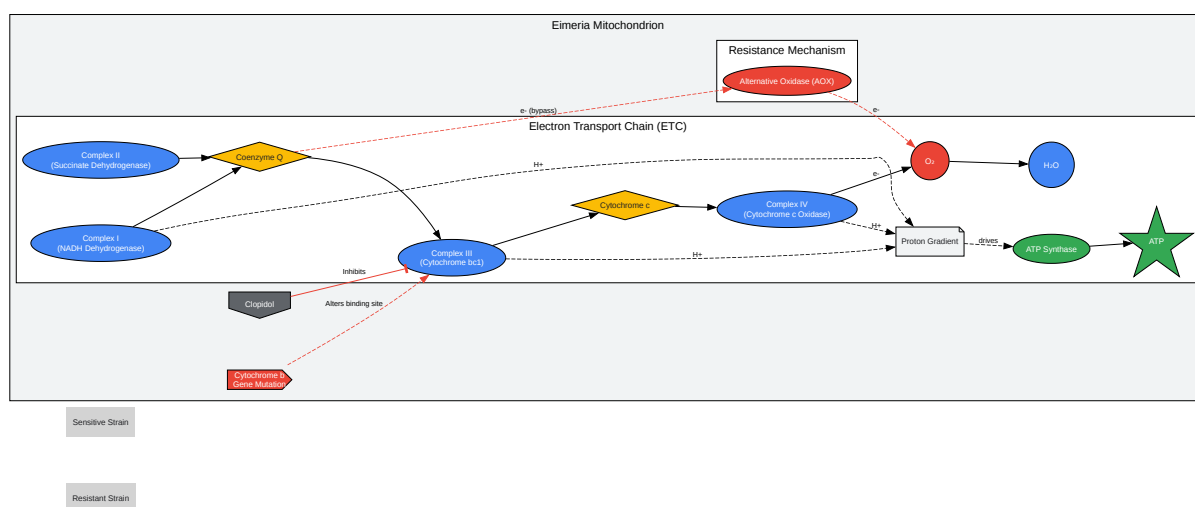 Eimeria Mitochondrion
Resistance Mechanism
Alternative Oxidase (AOX)
e- (bypass)
e-
Electron Transport Chain (ETC)
Complex II
(Succinate Dehydrogenase)
Coenzyme Q
H+
O₂
H₂O
e-
Cytochrome c
Complex IV
(Cytochrome c Oxidase)
H+
Complex I
(NADH Dehydrogenase)
Complex III
(Cytochrome bc1)
H+
Proton Gradient
drives
ATP Synthase
ATP
Inhibits
Clopidol
Alters binding site
Cytochrome b
Gene Mutation
Sensitive Strain
Resistant Strain